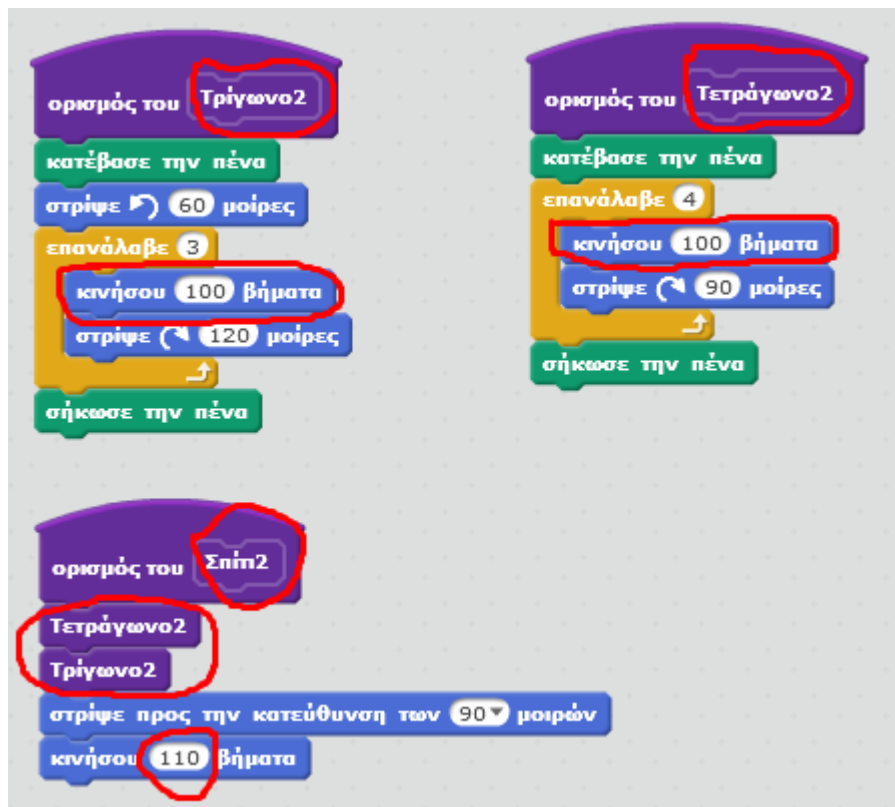 ορισμός του Τρίγωνο2
κατέβασε την πένα
στρίψε 60 μοίρες
επανάλαβε 3
κινήσου 100 βήματα
στρίψε 120 μοίρες
σήκωσε την πένα
ορισμός του Τετράγωνο2
κατέβασε την πένα
επανάλαβε 4
κινήσου 100 βήματα
στρίψε 90 μοίρες
σήκωσε την πένα
ορισμός του Σπίτι2
Τετράγωνο2
Τρίγωνο2
στρίψε προς την κατεύθυνση των 90 μοιρών
κινήσου 110 βήματα